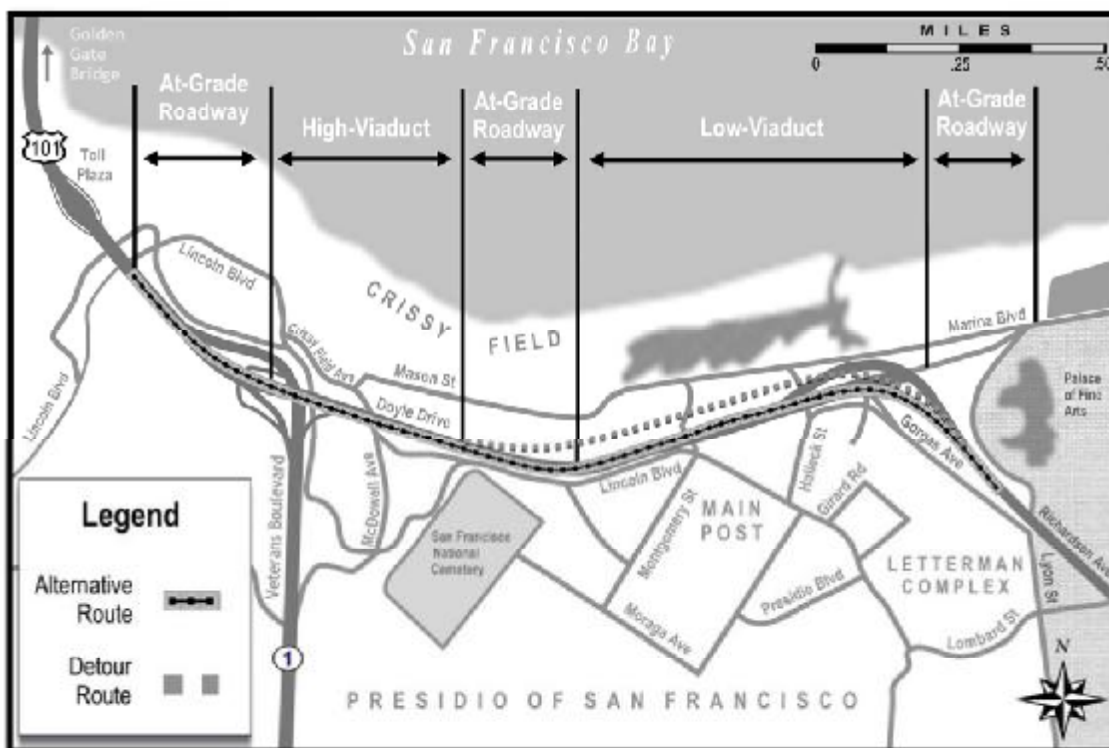 Golden
Gate
Bridge
San Francisco Bay
MILES
0 .25 .50
At-Grade
Roadway
High-Viaduct
At-Grade
Roadway
Low-Viaduct
At-Grade
Roadway
101
Toll
Plaza
Lincoln Blvd
CRISSY
FIELD
Crissy Field Ave
Mason St
Doyle Drive
Marina Blvd
Palace
of Fine
Arts
Lincoln Blvd
Veterans Boulevard
McDowell Ave
San Francisco
National
Cemetery
Lincoln Blvd
Montgomery St
MAIN
POST
Halleck St
Girard Rd
Gorgas Ave
Richardson Ave
LETTERMAN
COMPLEX
Lyon St
Presidio Blvd
Moraga Ave
Lombard St
1
PRESIDIO OF SAN FRANCISCO
N
Legend
Alternative
Route
Detour
Route